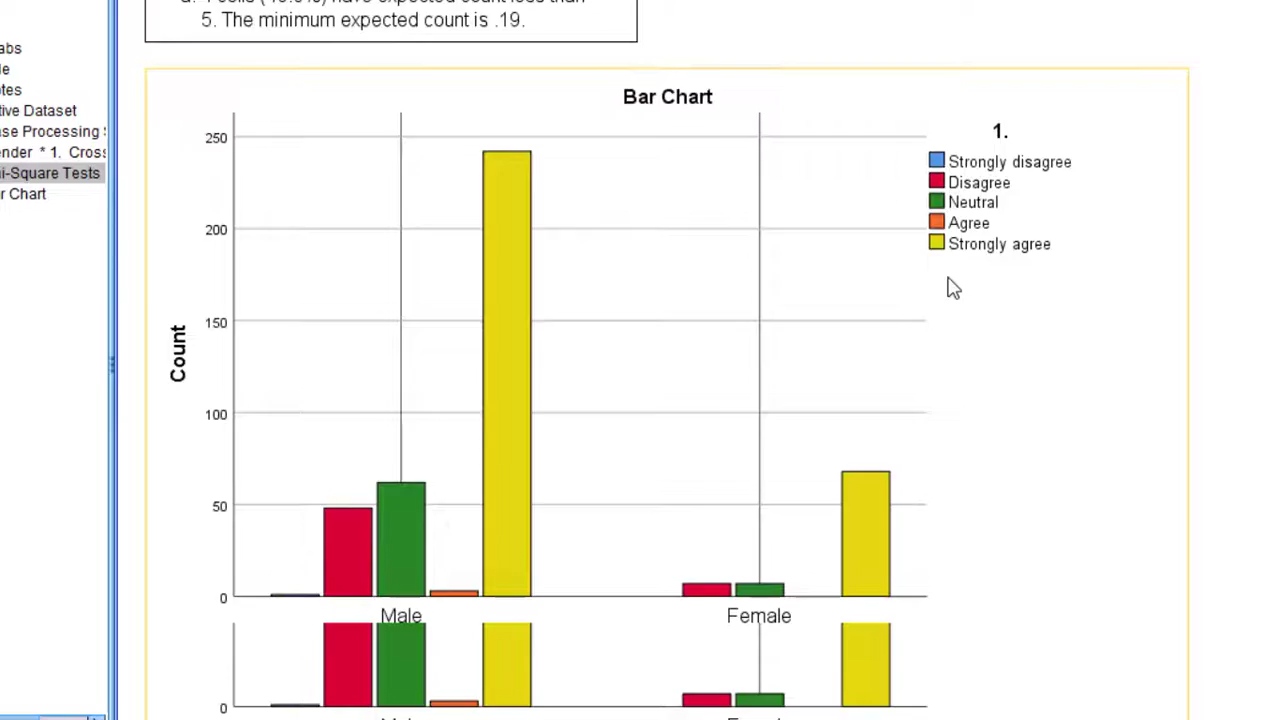 5. The minimum expected count is .19.
abs
le
tes
tive Dataset
ase Processing S
ender * 1. Cross
i-Square Tests
r Chart
Bar Chart
1.
Strongly disagree
Disagree
Neutral
Agree
Strongly agree
Count
250
200
150
100
50
0
Male
Female
0